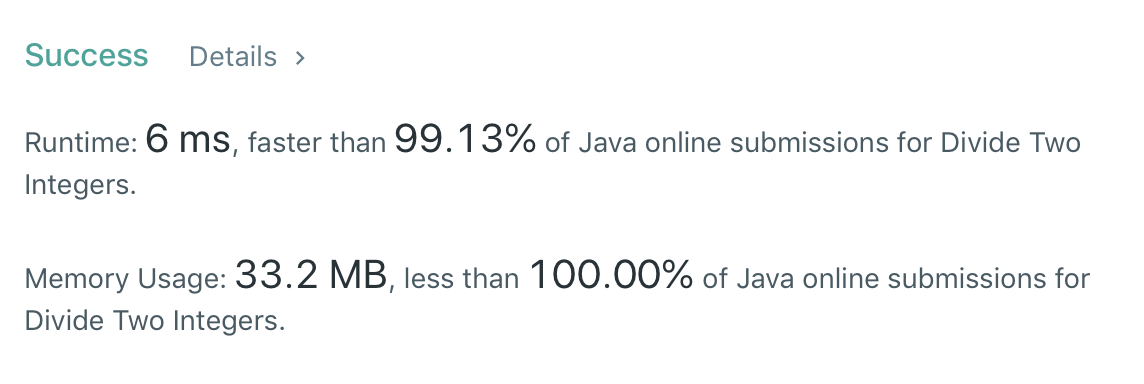 Success Details >
Runtime: 6 ms, faster than 99.13% of Java online submissions for Divide Two
Integers.
Memory Usage: 33.2 MB, less than 100.00% of Java online submissions for
Divide Two Integers.